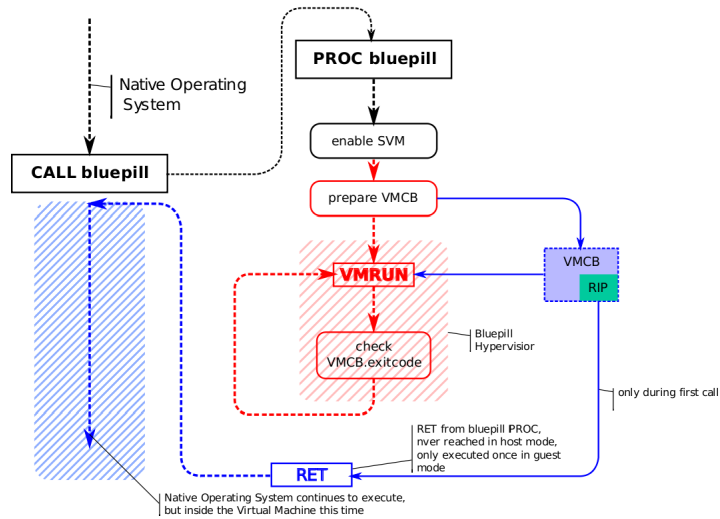 PROC bluepill
Native Operating
System
enable SVM
CALL bluepill
prepare VMCB
VMCB
VMRUN
RIP
check
VMCB.exitcode
Bluepill
Hypervisior
only during first call
RET from bluepill PROC,
nver reached in host mode,
only executed once in guest
mode
RET
Native Operating System continues to execute,
but inside the Virtual Machine this time